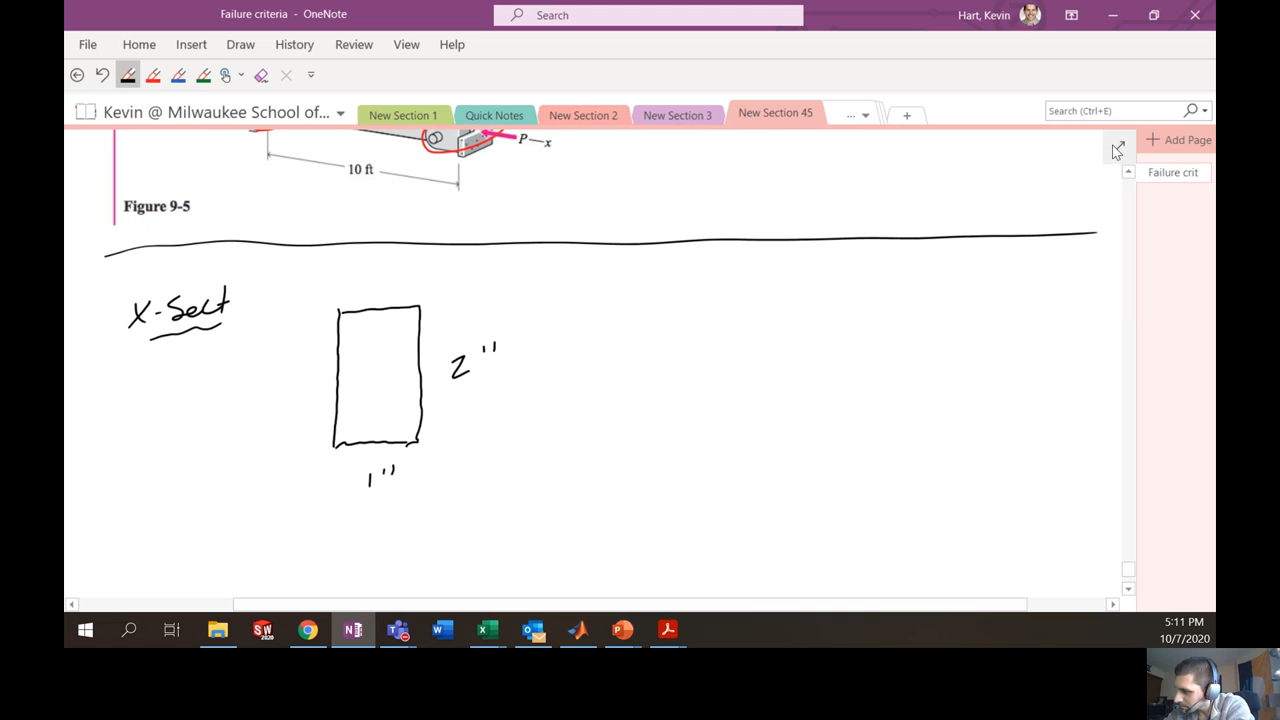 Failure criteria - OneNote
Search
Hart, Kevin
File Home Insert Draw History Review View Help
Kevin @ Milwaukee School of...
New Section 1
Quick Notes
New Section 2
New Section 3
New Section 45
...
Search (Ctrl+E)
Add Page
Failure crit
P x
10 ft
Figure 9-5
X-Sect
2"
1"
SW
2020
5:11 PM
10/7/2020